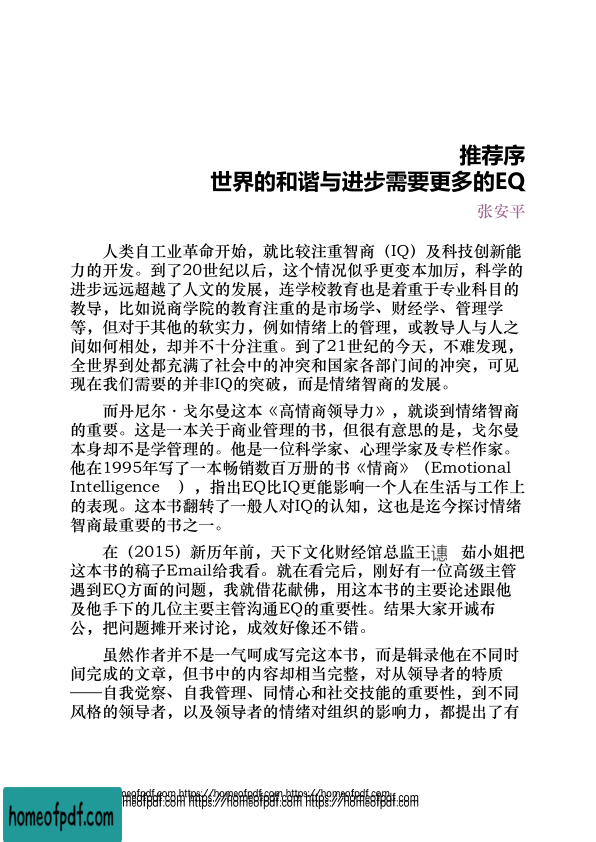 推荐序
世界的和谐与进步需要更多的EQ
张安平
人类自工业革命开始，就比较注重智商（IQ）及科技创新能
力的开发。到了20世纪以后，这个情况似乎更变本加厉，科学的
进步远远超越了人文的发展，连学校教育也是着重于专业科目的
教导，比如说商学院的教育注重的是市场学、财经学、管理学
等，但对于其他的软实力，例如情绪上的管理，或教导人与人之
间如何相处，却并不十分注重。到了21世纪的今天，不难发现，
全世界到处都充满了社会中的冲突和国家各部门间的冲突，可见
现在我们需要的并非IQ的突破，而是情绪智商的发展。
而丹尼尔·戈尔曼这本《高情商领导力》，就谈到情绪智商
的重要。这是一本关于商业管理的书，但很有意思的是，戈尔曼
本身却不是学管理的。他是一位科学家、心理学家及专栏作家。
他在1995年写了一本畅销数百万册的书《情商》（Emotional
Intelligence ），指出EQ比IQ更能影响一个人在生活与工作上
的表现。这本书翻转了一般人对IQ的认知，这也是迄今探讨情绪
智商最重要的书之一。
在（2015）新历年前，天下文化财经馆总监王譓 茹小姐把
这本书的稿子Email给我看。就在看完后，刚好有一位高级主管
遇到EQ方面的问题，我就借花献佛，用这本书的主要论述跟他
及他手下的几位主要主管沟通EQ的重要性。结果大家开诚布
公，把问题摊开来讨论，成效好像还不错。
虽然作者并不是一气呵成写完这本书，而是辑录他在不同时
间完成的文章，但书中的内容却相当完整，对从领导者的特质
——自我觉察、自我管理、同情心和社交技能的重要性，到不同
风格的领导者，以及领导者的情绪对组织的影响力，都提出了有
homeofpdf.com https://homeofpdf.com https://homeofpdf.com
homeofpdf.com https://homeofpdf.com https://homeofpdf.com
homeofpdf.com